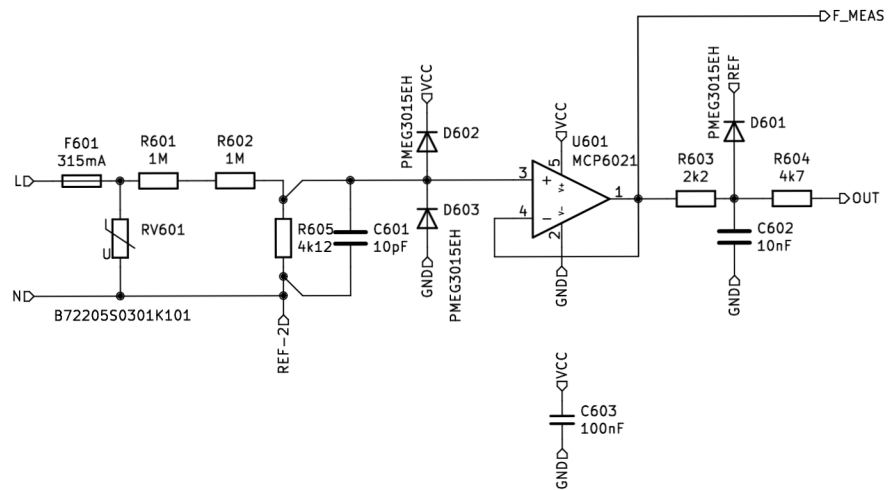 F_MEAS
PMEG3015EH
VCC
D602
PMEG3015EH
REF
D601
VCC
U601
MCP6021
F601
315mA
R601
1M
R602
1M
R603
2k2
R604
4k7
L
3
+
5
V+
1
4
-
V-
2
OUT
RV601
U
R605
4k12
C601
10pF
D603
PMEG3015EH
GND
GND
C602
10nF
GND
N
B72205S0301K101
REF-2
VCC
C603
100nF
GND